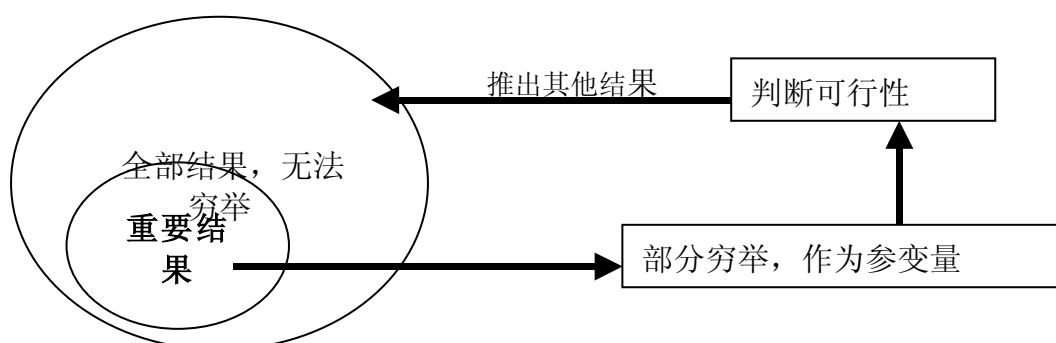 推出其他结果
判断可行性
全部结果，无法
穷举
重要结
果
部分穷举，作为参变量